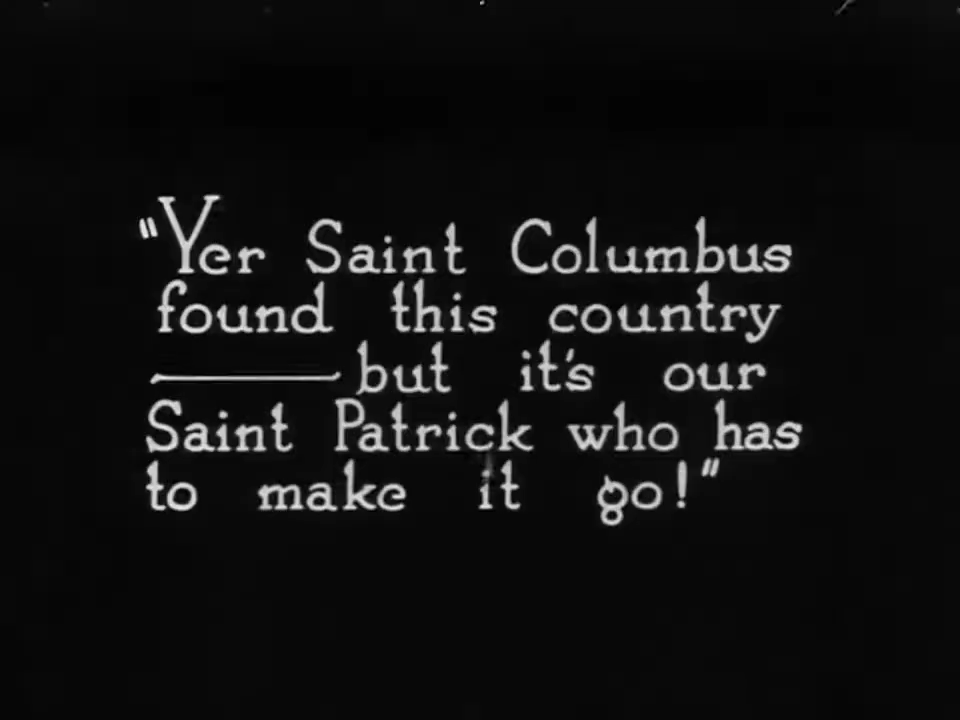 "Yer Saint Columbus
found this country
—— but it's our
Saint Patrick who has
to make it go!"